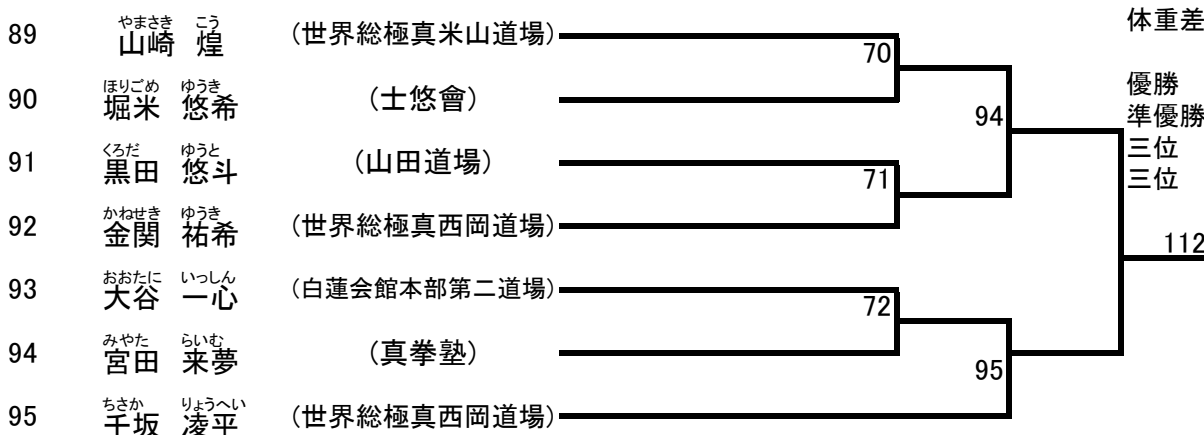 やまさき こう
89 山崎 煌 (世界総極真米山道場)
体重差
70
ほりごめ ゆうき
90 堀米 悠希 (士悠會)
優勝
準優勝
三位
三位
94
くろだ ゆうと
91 黒田 悠斗 (山田道場)
71
かねせき ゆうき
92 金関 祐希 (世界総極真西岡道場)
112
おおたに いっしん
93 大谷 一心 (白蓮会館本部第二道場)
72
みやた らいむ
94 宮田 来夢 (真拳塾)
95
ちさか りょうへい
95 千坂 凌平 (世界総極真西岡道場)